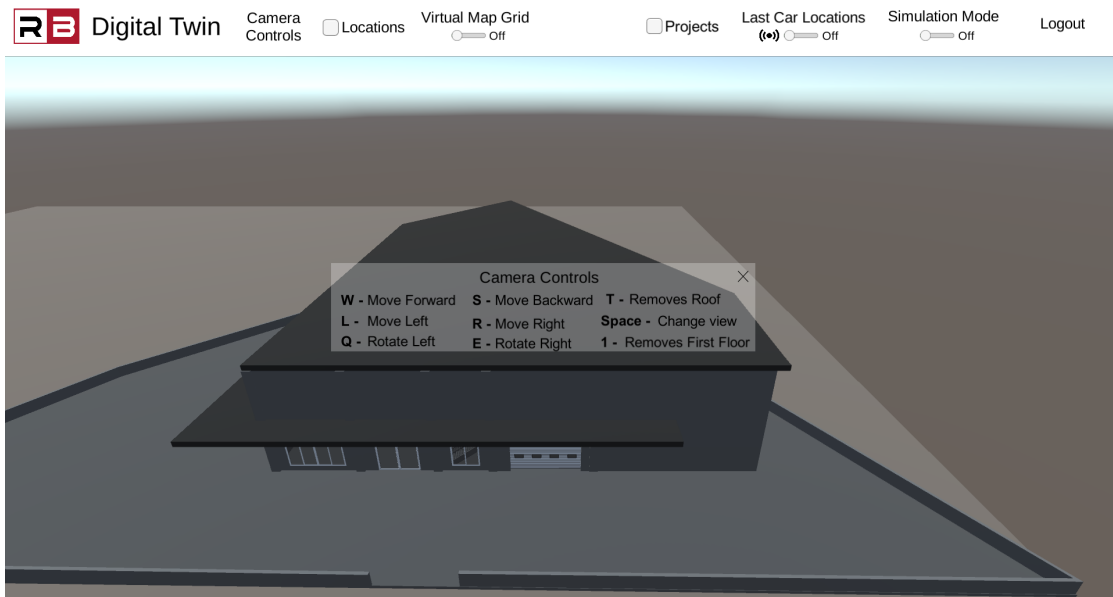 RB Digital Twin
Camera
Controls
Locations
Virtual Map Grid
Off
Projects
Last Car Locations
Off
Simulation Mode
Off
Logout
Camera Controls
W - Move Forward S - Move Backward T - Removes Roof
L - Move Left R - Move Right Space - Change view
Q - Rotate Left E - Rotate Right 1 - Removes First Floor